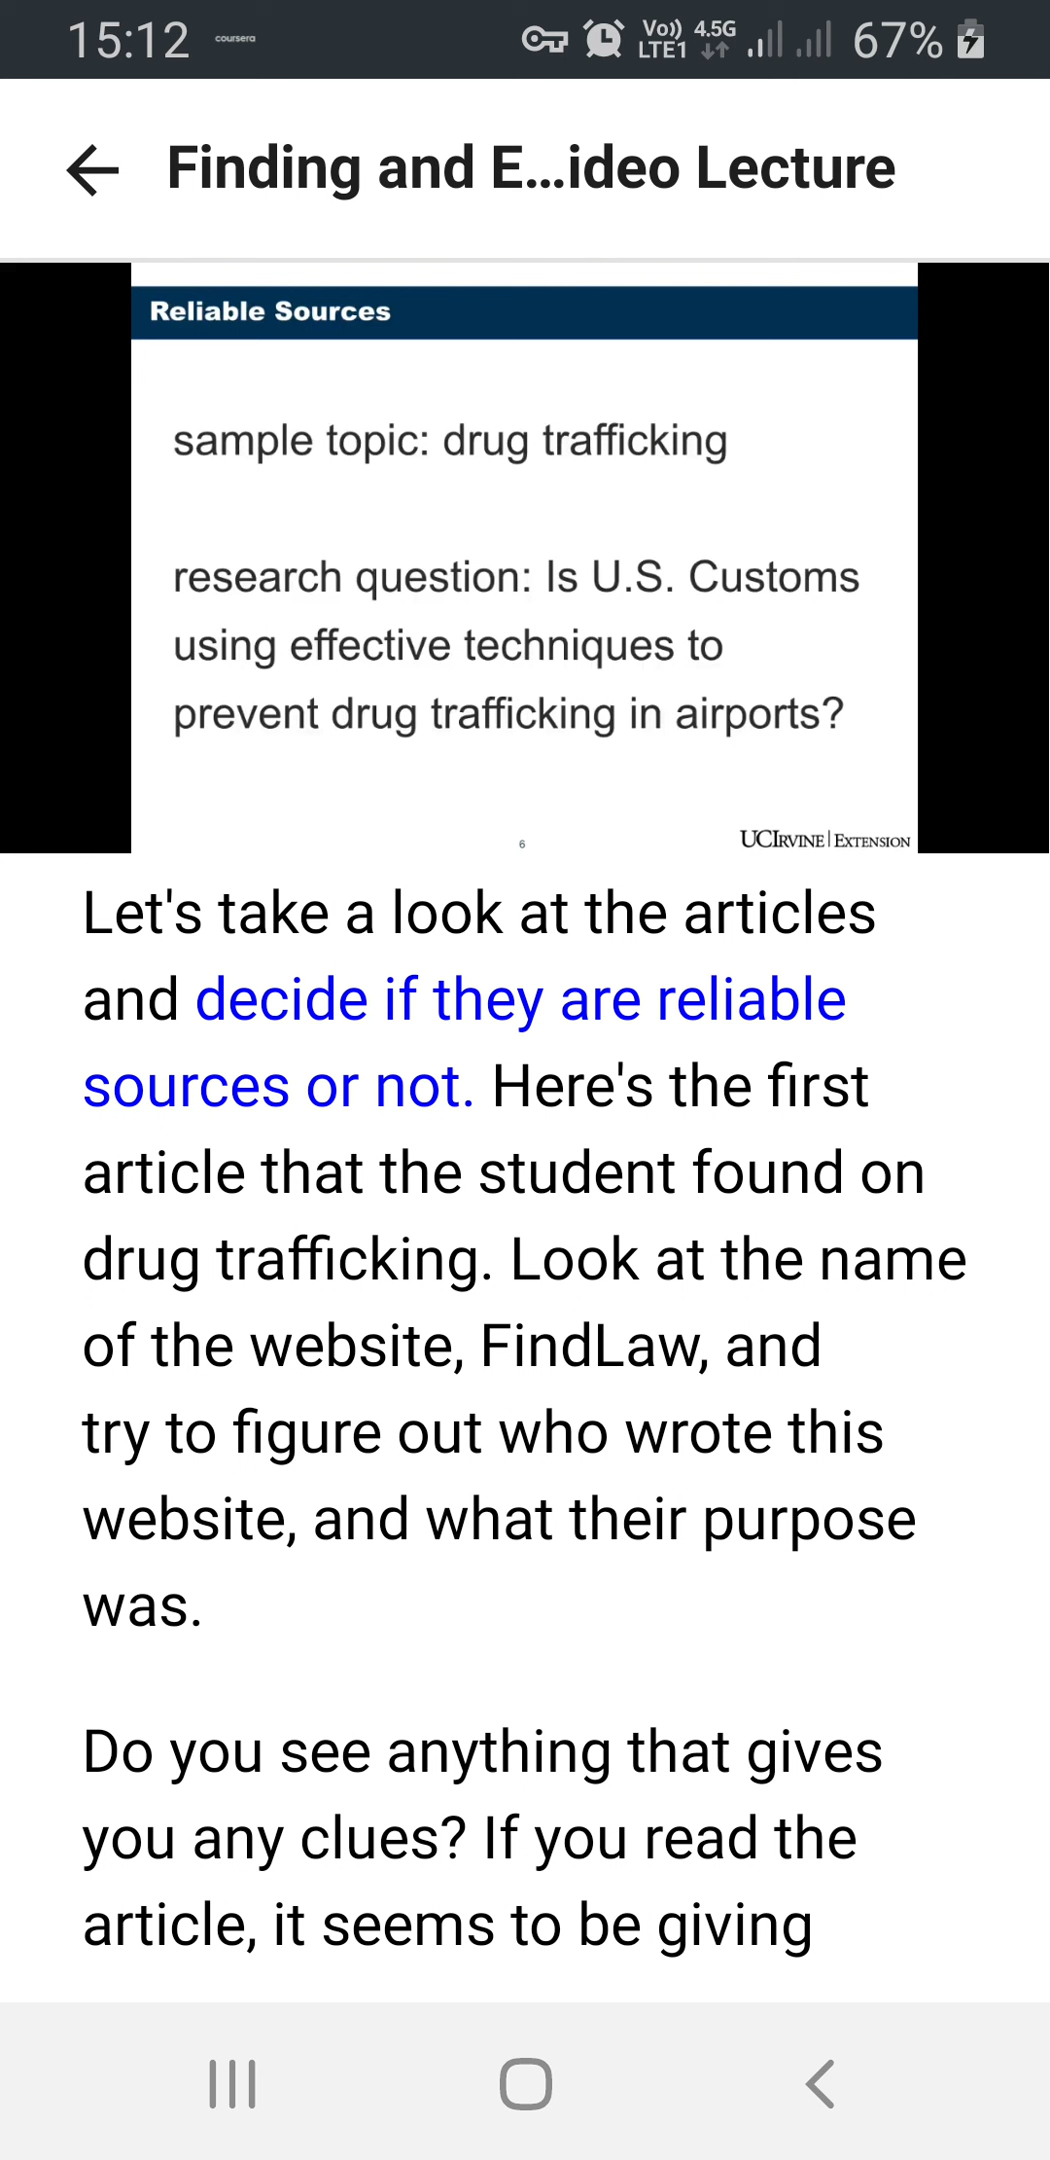 15:12 coursera Vo)) LTE1 4.5G 67%
Finding and E...ideo Lecture
Reliable Sources
sample topic: drug trafficking
research question: Is U.S. Customs
using effective techniques to
prevent drug trafficking in airports?
6 UCIRVINE | EXTENSION
Let's take a look at the articles
and decide if they are reliable
sources or not. Here's the first
article that the student found on
drug trafficking. Look at the name
of the website, FindLaw, and
try to figure out who wrote this
website, and what their purpose
was.
Do you see anything that gives
you any clues? If you read the
article, it seems to be giving